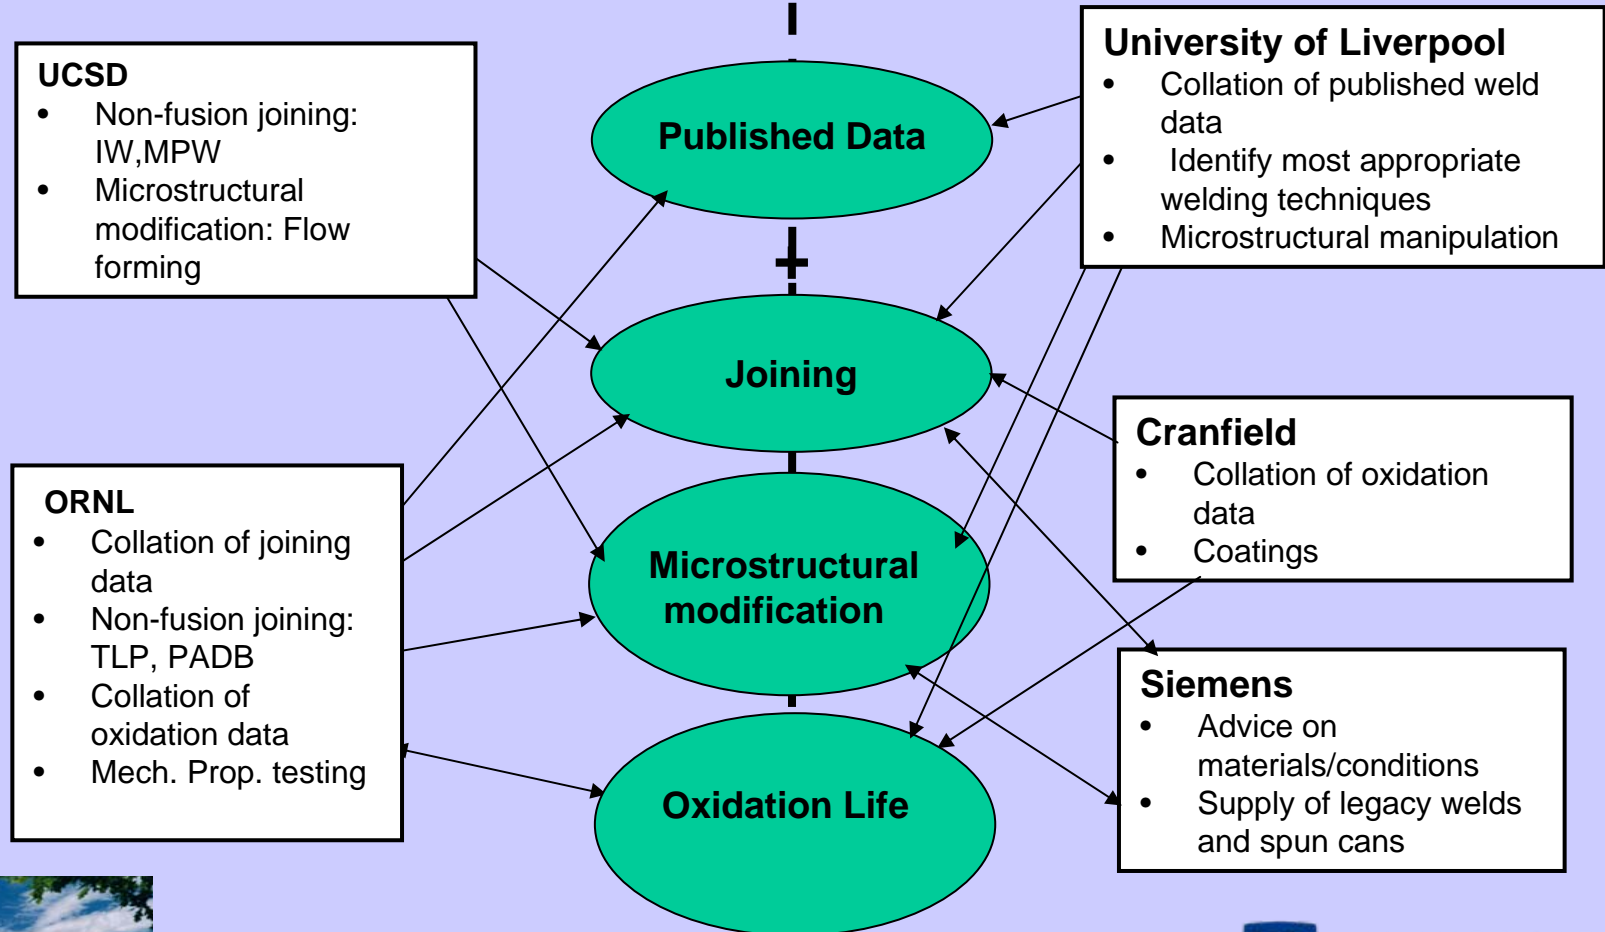 UCSD
• Non-fusion joining:
IW,MPW
• Microstructural
modification: Flow
forming
ORNL
• Collation of joining
data
• Non-fusion joining:
TLP, PADB
• Collation of
oxidation data
• Mech. Prop. testing
Published Data
Joining
Microstructural
modification
Oxidation Life
University of Liverpool
• Collation of published weld
data
• Identify most appropriate
welding techniques
• Microstructural manipulation
Cranfield
• Collation of oxidation
data
• Coatings
Siemens
• Advice on
materials/conditions
• Supply of legacy welds
and spun cans